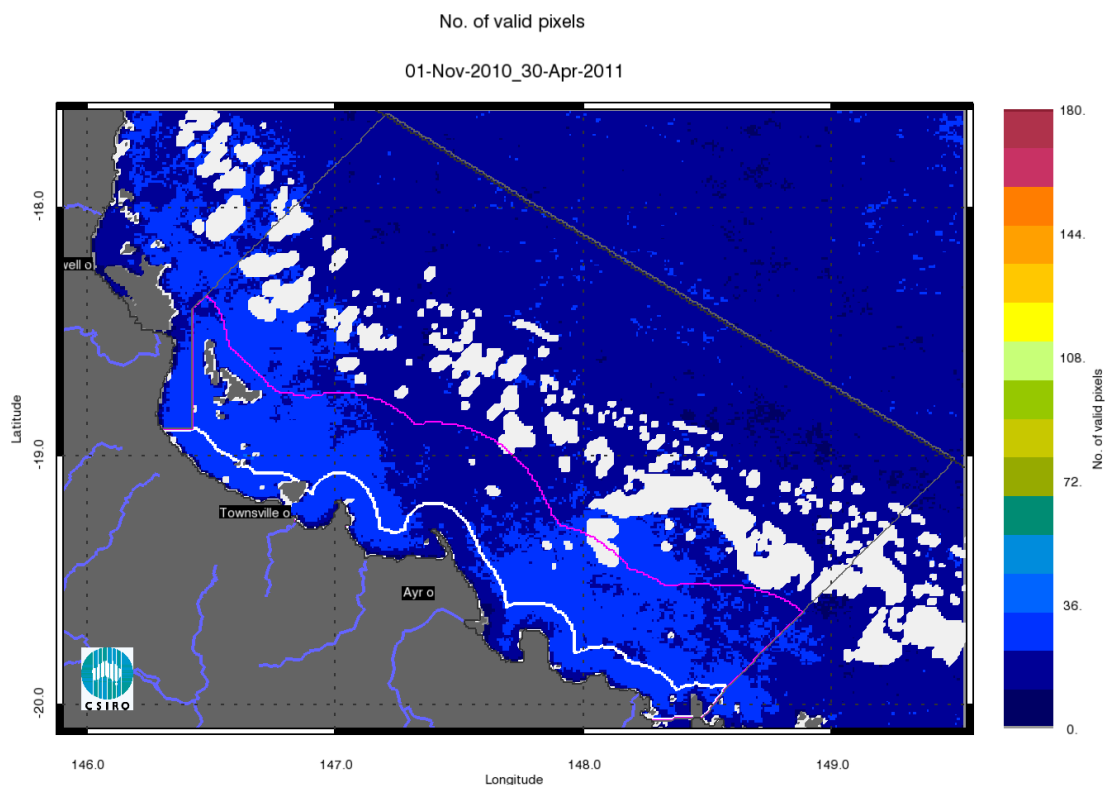 No. of valid pixels
01-Nov-2010_30-Apr-2011
180.
144.
108.
72.
36.
0.
No. of valid pixels
-18.0
-19.0
-20.0
Latitude
well o
Townsville o
Ayr o
CSIRO
146.0 147.0 148.0 149.0
Longitude